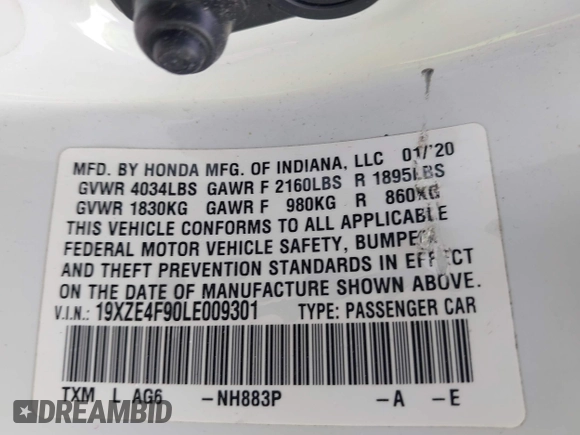 MFD. BY HONDA MFG. OF INDIANA, LLC 01/'20
GVWR 4034LBS GAWR F 2160LBS R 1895LBS
GVWR 1830KG GAWR F 980KG R 860KG
THIS VEHICLE CONFORMS TO ALL APPLICABLE
FEDERAL MOTOR VEHICLE SAFETY, BUMPER,
AND THEFT PREVENTION STANDARDS IN EFFECT
ON THE DATE OF MANUFACTURE SHOWN ABOVE.
V.I.N.: 19XZE4F90LE009301 TYPE: PASSENGER CAR
TXM L AG6 -NH883P -A -E
DREAMBID